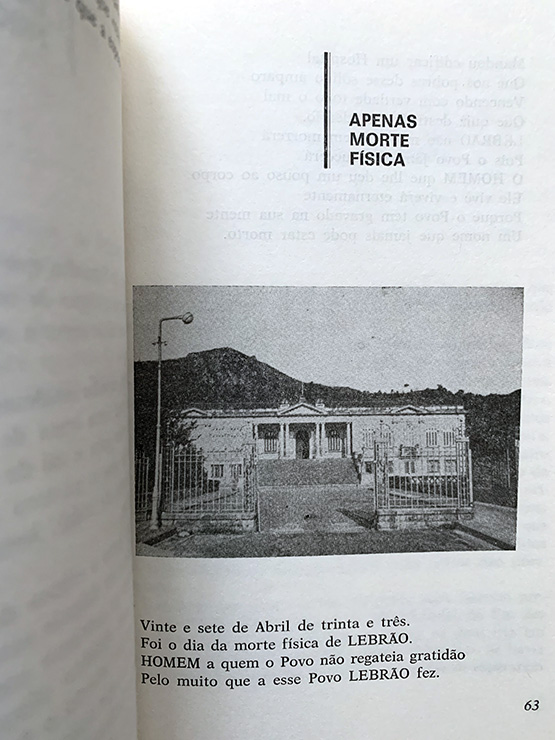 APENAS
MORTE
FÍSICA
Vinte e sete de Abril de trinta e três.
Foi o dia da morte física de LEBRÃO.
HOMEM a quem o Povo não regateia gratidão
Pelo muito que a esse Povo LEBRÃO fez.
63